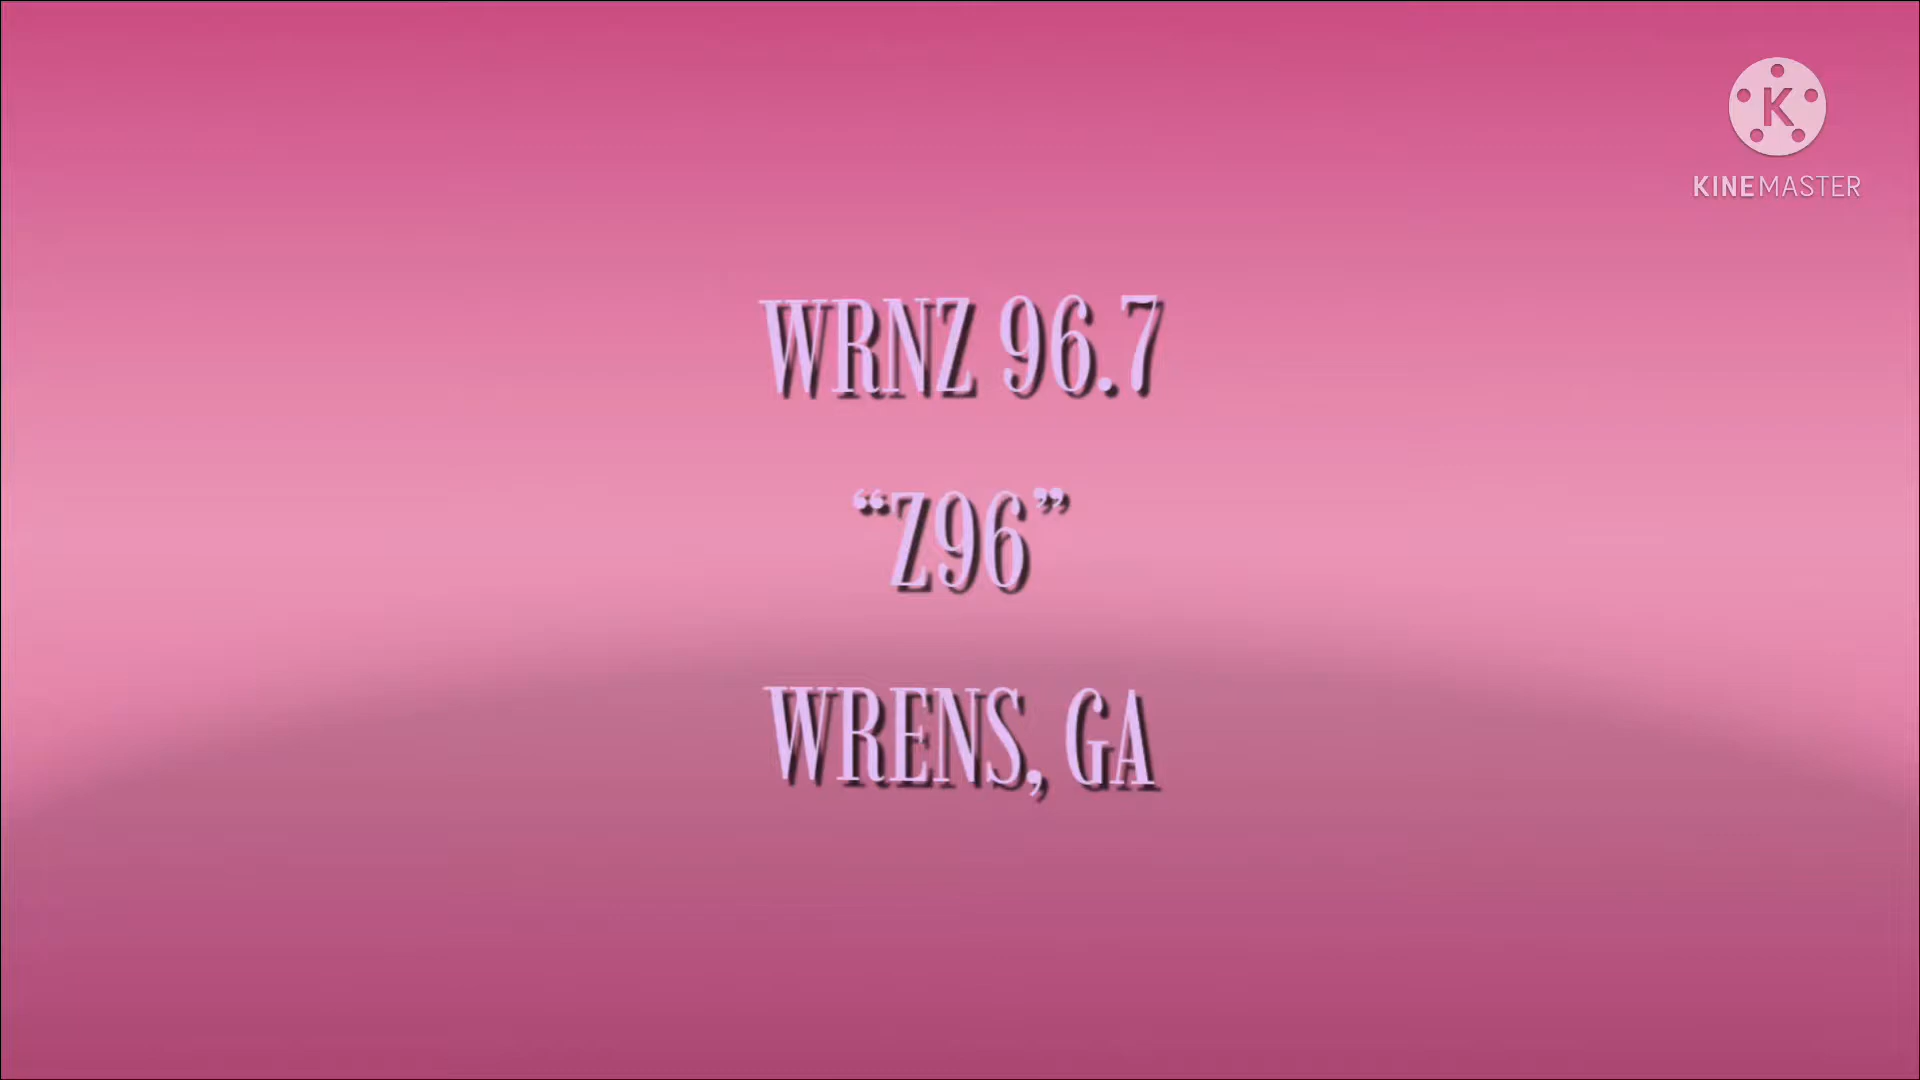 K
KINEMASTER
WRNZ 96.7
“Z96”
WRENS, GA